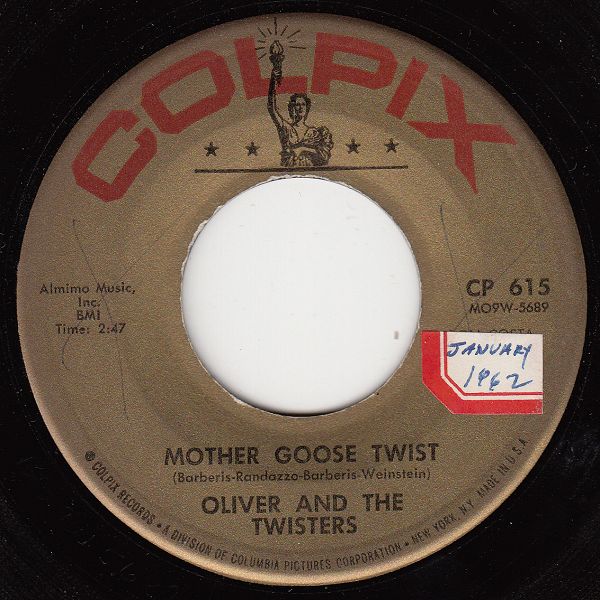 COLPIX
Almimo Music,
Inc.
BMI
Time: 2:47
CP 615
MO9W-5689
COSTA
JANUARY
1962
MOTHER GOOSE TWIST
(Barberis-Randazzo-Barberis-Weinstein)
OLIVER AND THE
TWISTERS
® COLPIX RECORDS • A DIVISION OF COLUMBIA PICTURES CORPORATION • NEW YORK, N.Y. MADE IN U.S.A.